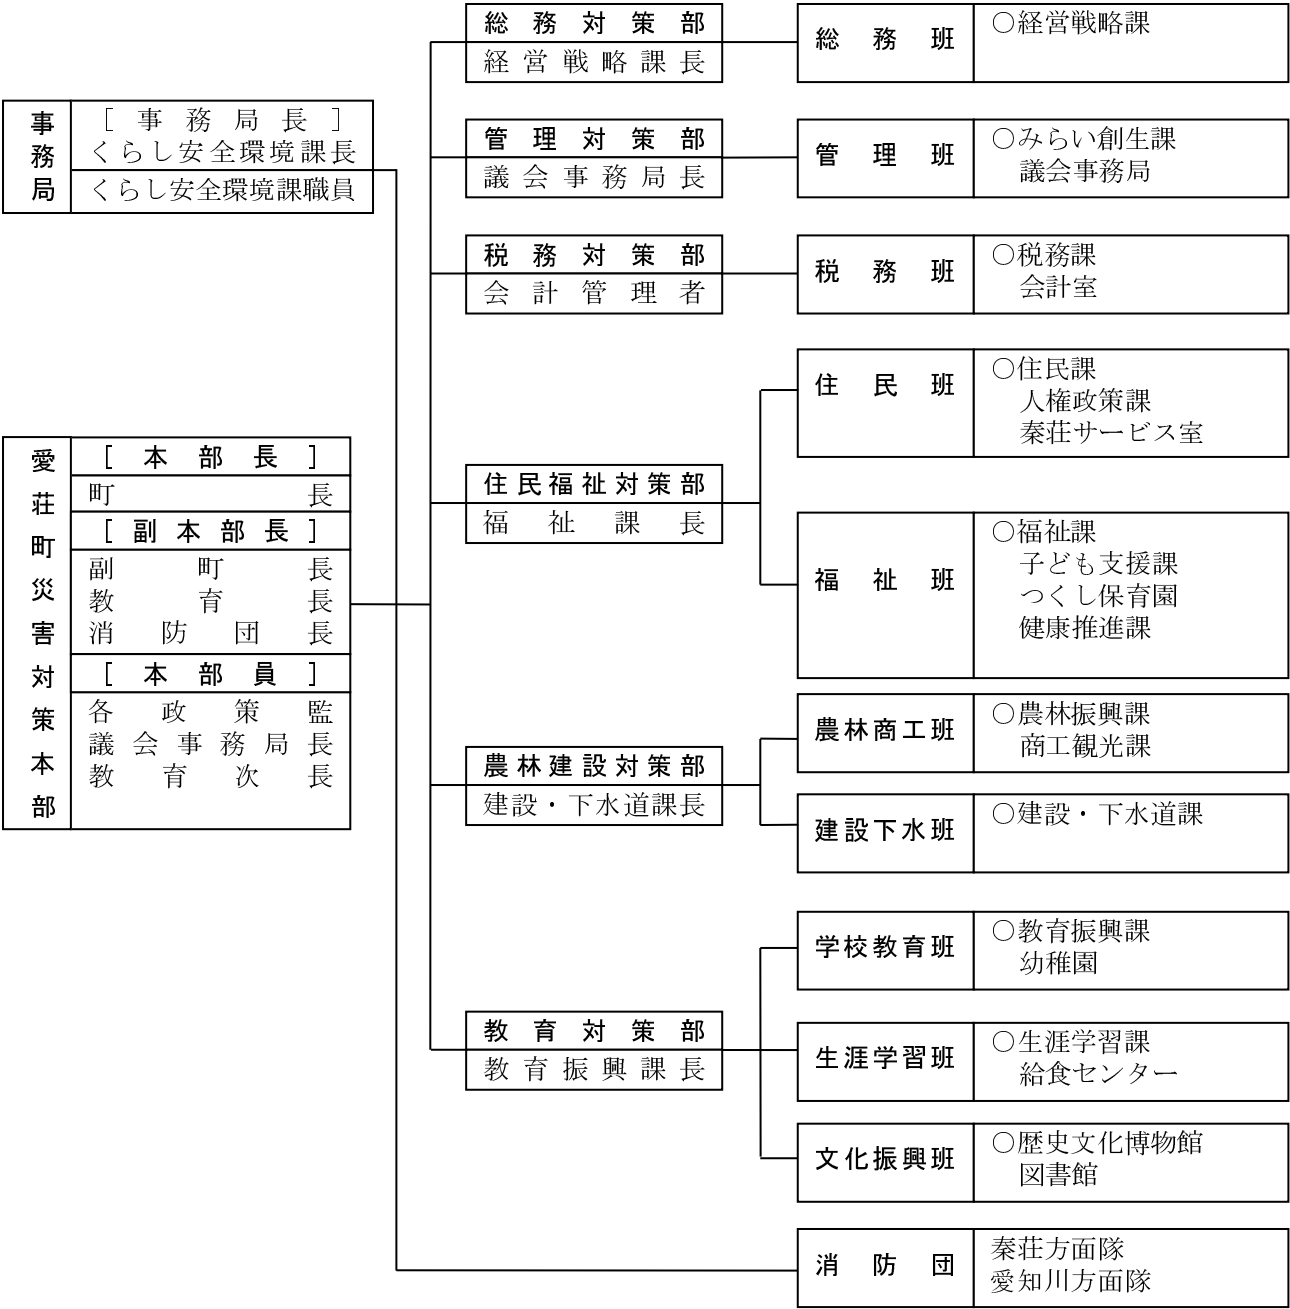 事務局
［事務局長］
くらし安全環境課長
くらし安全環境課職員
愛荘町災害対策本部
［本部長］
町長
［副本部長］
副町長
教育長
消防団長
［本部員］
各政策監
議会事務局長
教育次長
総務対策部
経営戦略課長
総務班
○経営戦略課
管理対策部
議会事務局長
管理班
○みらい創生課
議会事務局
税務対策部
会計管理者
税務班
○税務課
会計室
住民福祉対策部
福祉課長
住民班
○住民課
人権政策課
秦荘サービス室
福祉班
○福祉課
子ども支援課
つくし保育園
健康推進課
農林建設対策部
建設・下水道課長
農林商工班
○農林振興課
商工観光課
建設下水班
○建設・下水道課
教育対策部
教育振興課長
学校教育班
○教育振興課
幼稚園
生涯学習班
○生涯学習課
給食センター
文化振興班
○歴史文化博物館
図書館
消防団
秦荘方面隊
愛知川方面隊